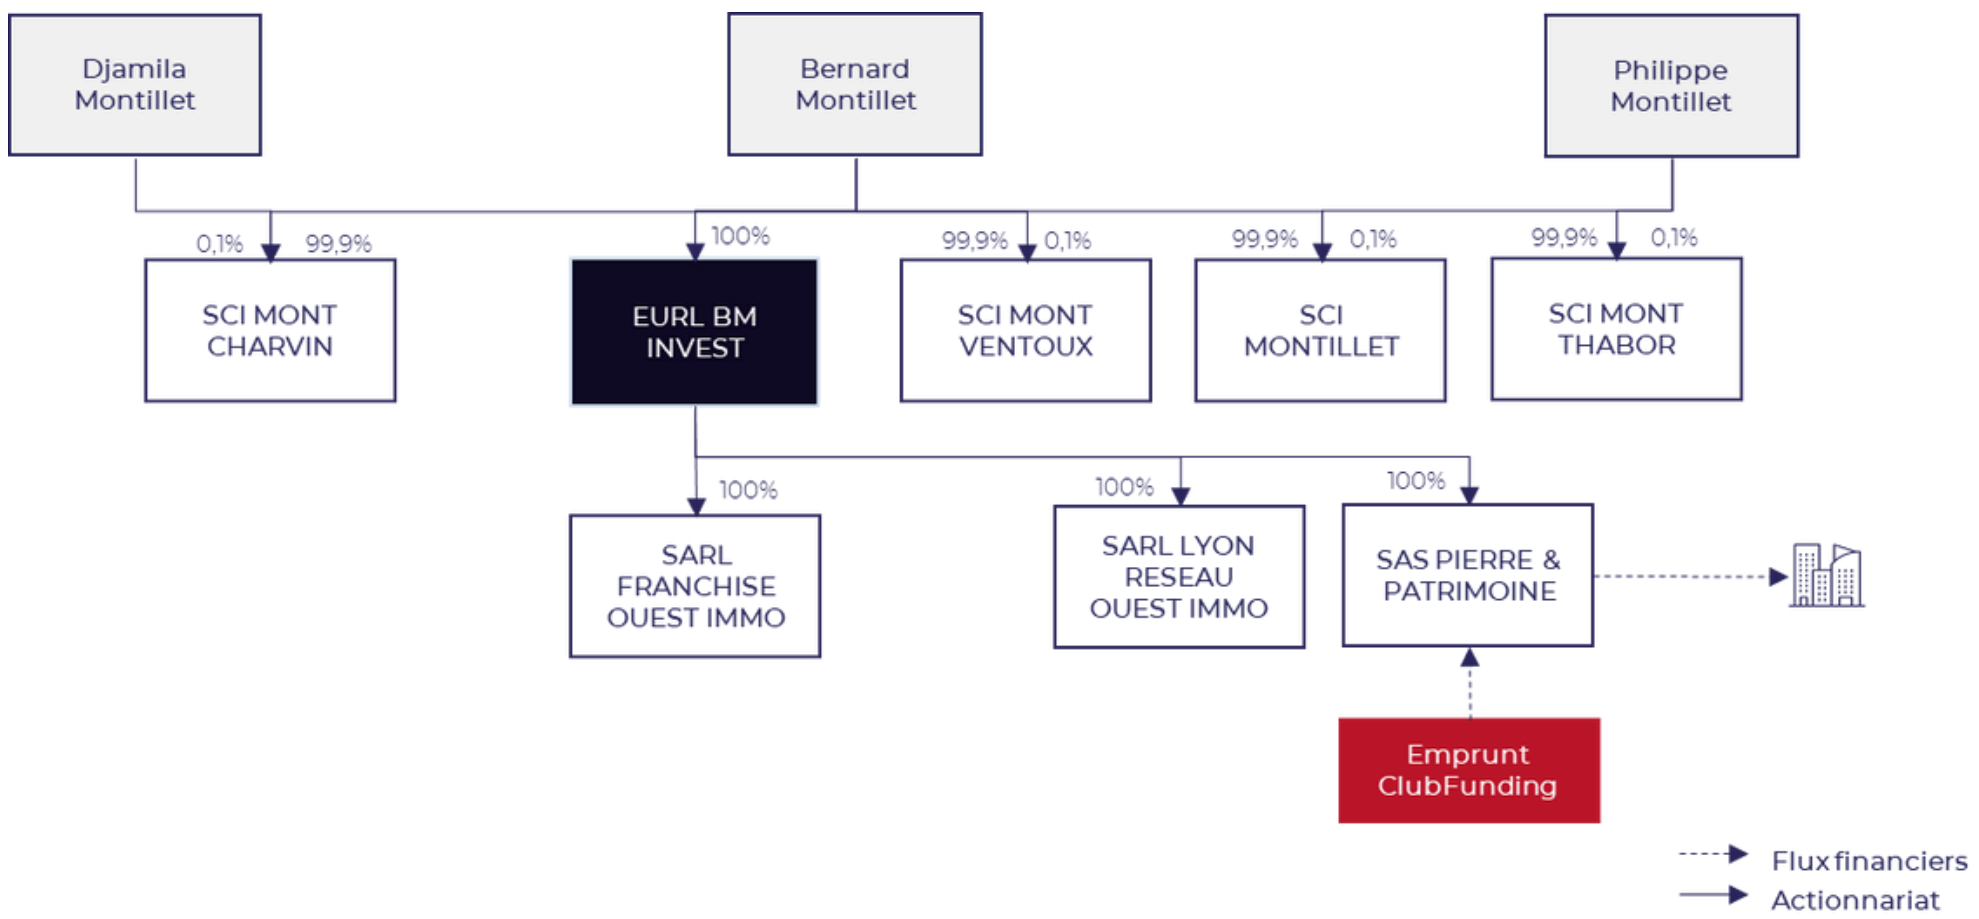 Djamila
Montillet
Bernard
Montillet
Philippe
Montillet
0,1%
99,9%
100%
99,9%
0,1%
99,9%
0,1%
99,9%
0,1%
SCI MONT
CHARVIN
EURL BM
INVEST
SCI MONT
VENTOUX
SCI
MONTILLET
SCI MONT
THABOR
100%
100%
100%
SARL
FRANCHISE
OUEST IMMO
SARL LYON
RESEAU
OUEST IMMO
SAS PIERRE &
PATRIMOINE
Emprunt
ClubFunding
Flux financiers
Actionnariat